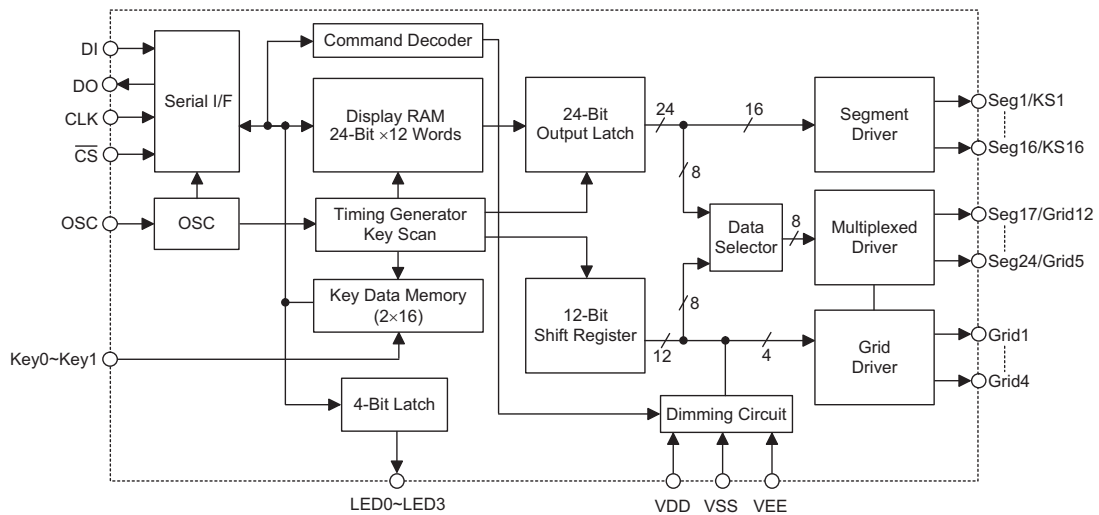 DI
DO
CLK
CS
OSC
Key0~Key1
Serial I/F
OSC
Command Decoder
Display RAM
24-Bit ×12 Words
Timing Generator
Key Scan
Key Data Memory
(2×16)
4-Bit Latch
LED0~LED3
24-Bit
Output Latch
12-Bit
Shift Register
24
16
8
Data
Selector
8
8
12
4
Dimming Circuit
VDD
VSS
VEE
Segment
Driver
Multiplexed
Driver
Grid
Driver
Seg1/KS1
Seg16/KS16
Seg17/Grid12
Seg24/Grid5
Grid1
Grid4